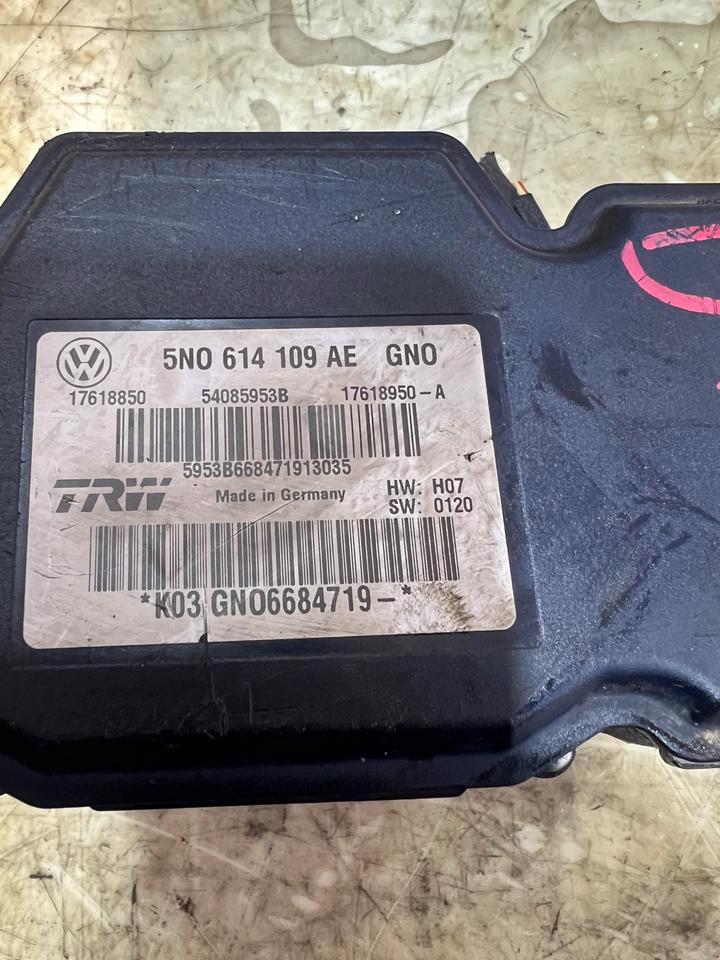 5N0 614 109 AE GNO
17618850 54085953B 17618950-A
5953B668471913035
TRW Made in Germany HW: H07
SW: 0120
*K03 GNO6684719-*